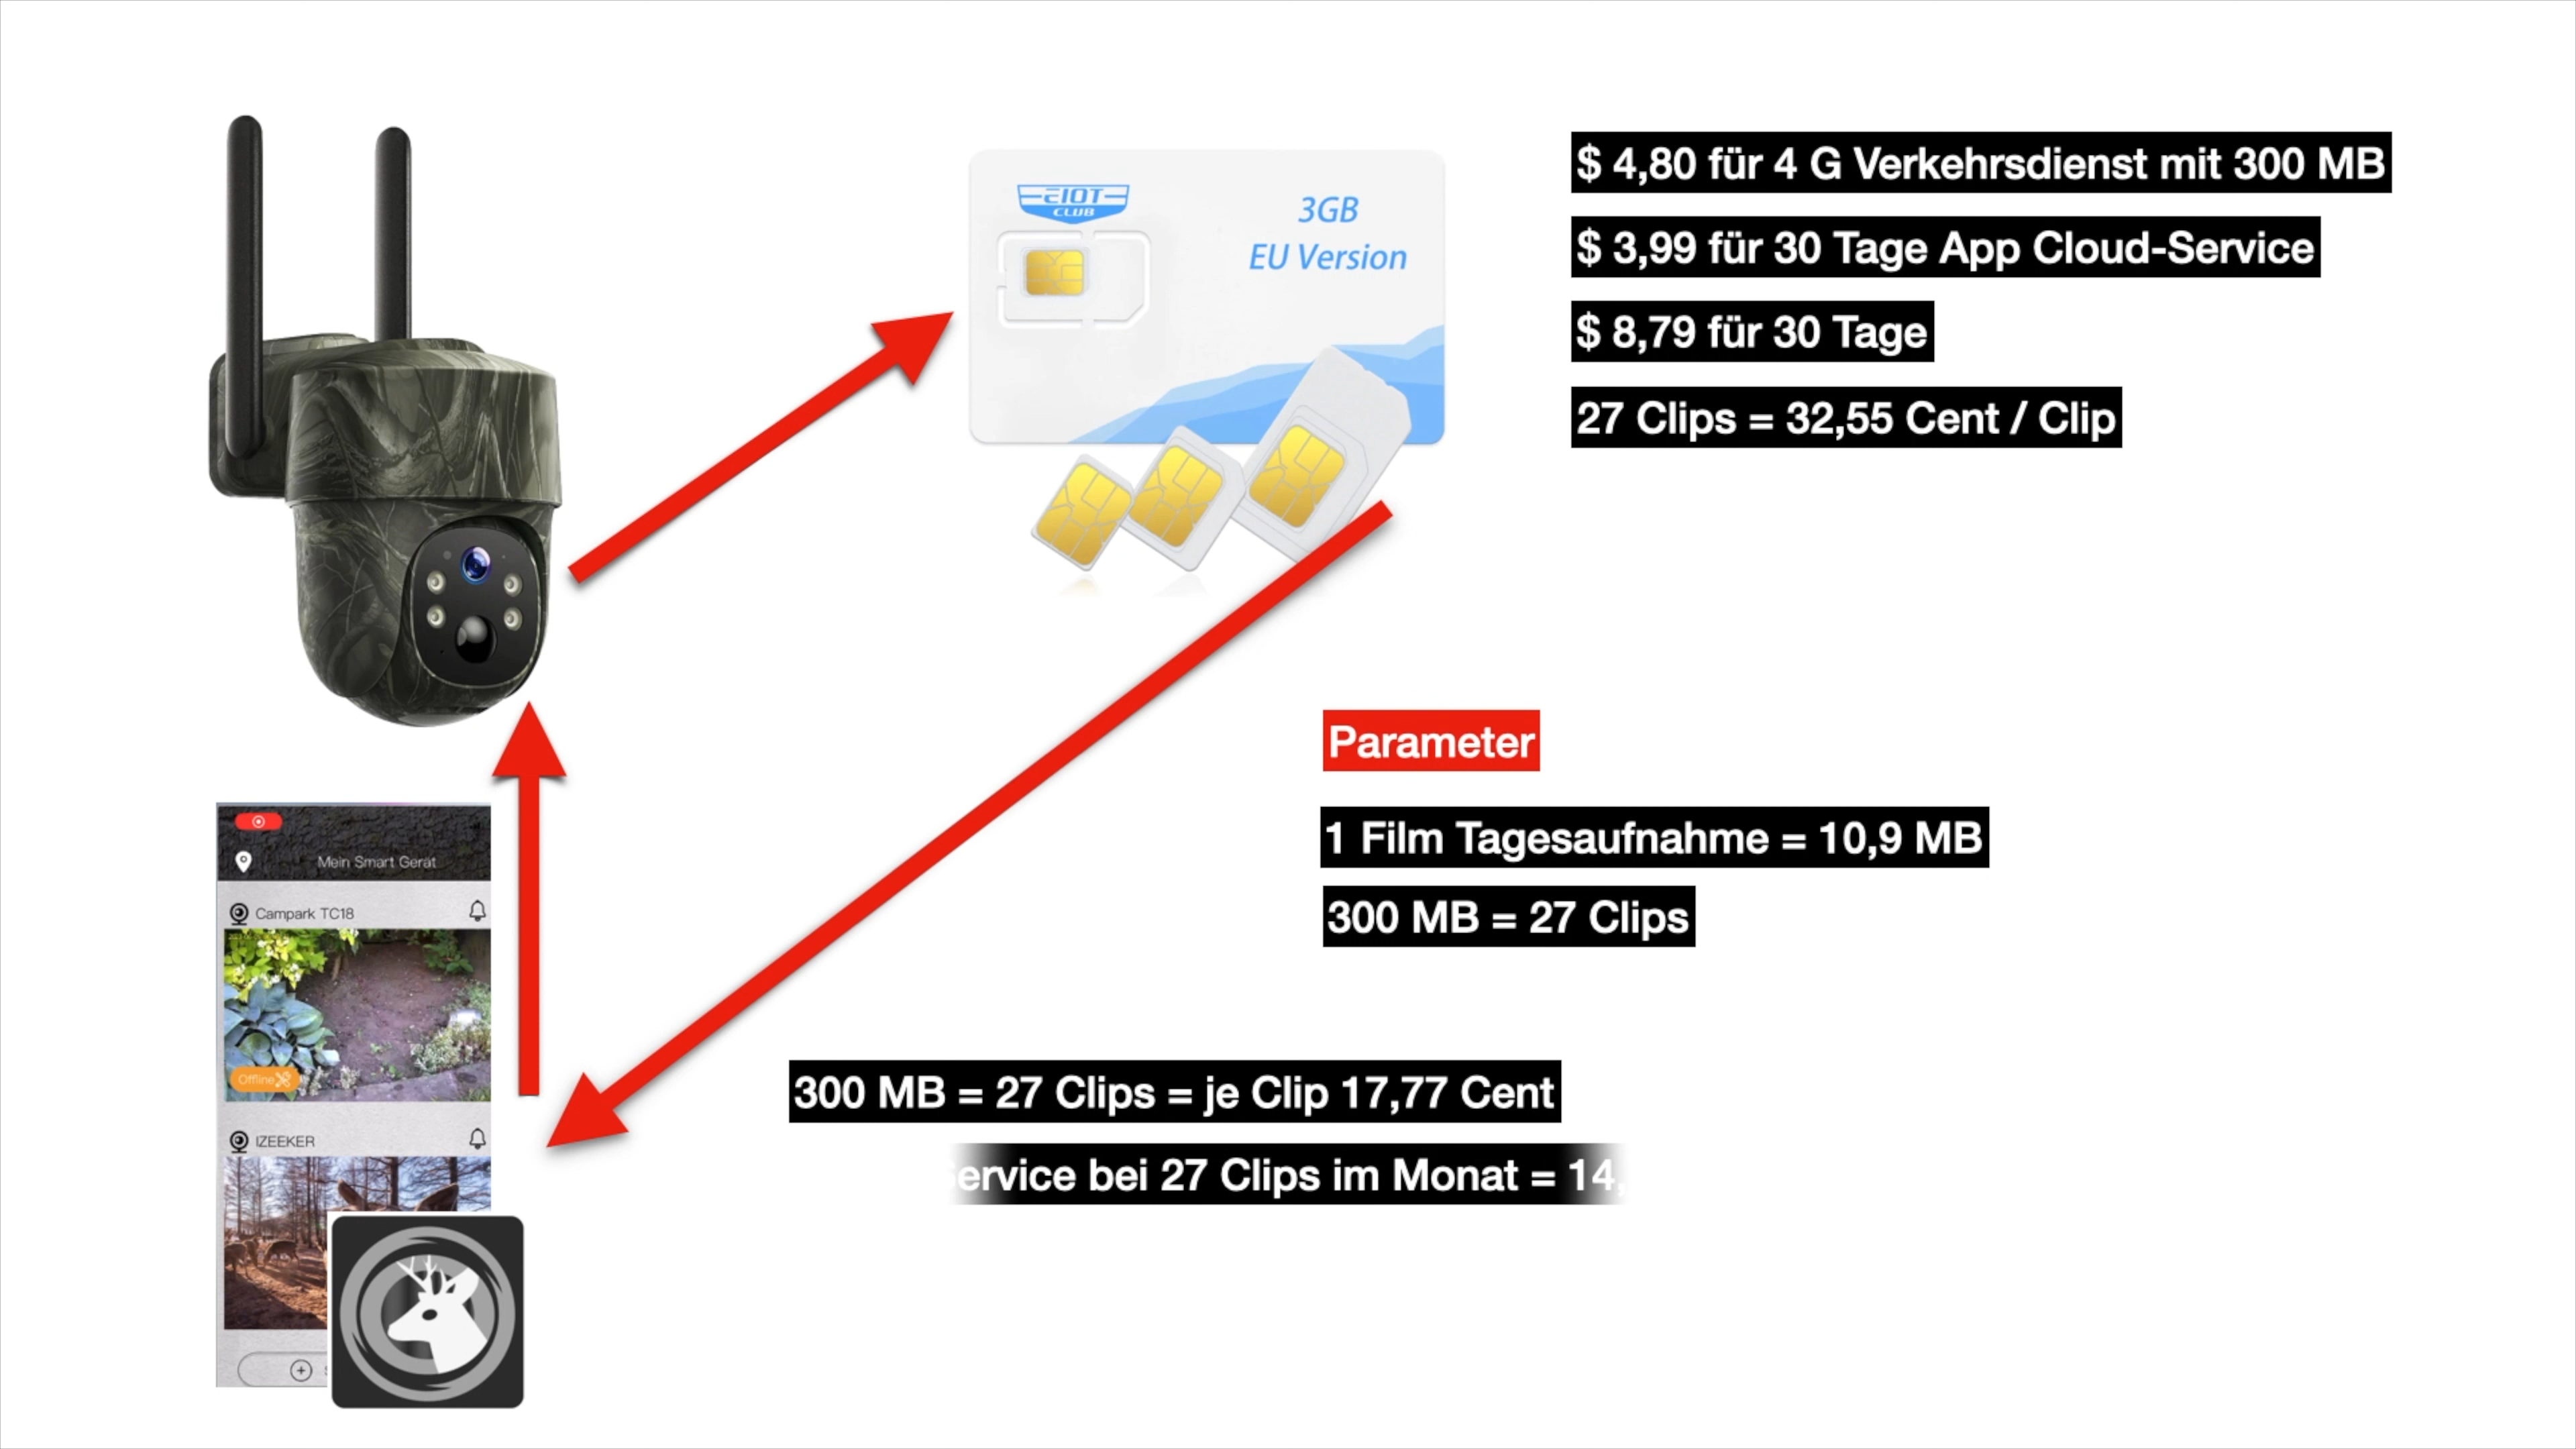 EIOT
CLUB
3GB
EU Version
$ 4,80 für 4 G Verkehrsdienst mit 300 MB
$ 3,99 für 30 Tage App Cloud-Service
$ 8,79 für 30 Tage
27 Clips = 32,55 Cent / Clip
Parameter
1 Film Tagesaufnahme = 10,9 MB
300 MB = 27 Clips
Mein Smart Gerät
Campark TC18
Offline
IZEEKER
300 MB = 27 Clips = je Clip 17,77 Cent
ervice bei 27 Clips im Monat = 14,